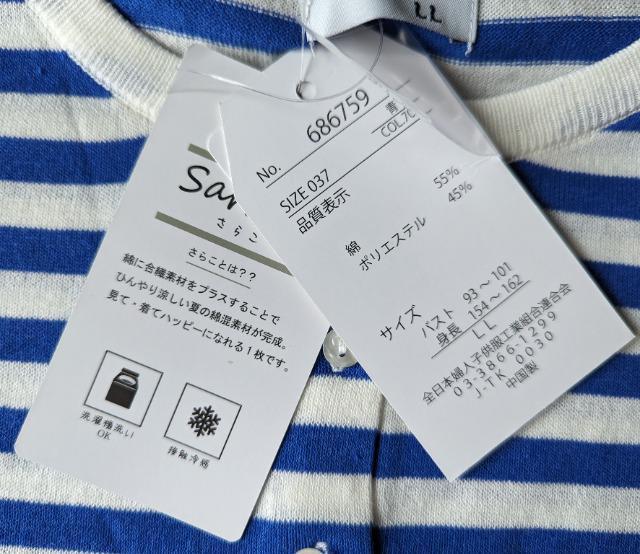 LL
さらさ
さらことは??
綿に合繊素材をプラスすることで
ひんやり涼しい夏の綿混素材が完成。
見て・着てハッピーになれる1枚です。
洗濯機洗い
OK
接触冷感
No. 686759
青
SIZE 037
COL.76
品質表示
綿 55%
ポリエステル 45%
サイズ
バスト 93～101
身長 154～162
LL
全日本婦人子供服工業組合連合会
03-3866-1299
J-TK 0030
中国製